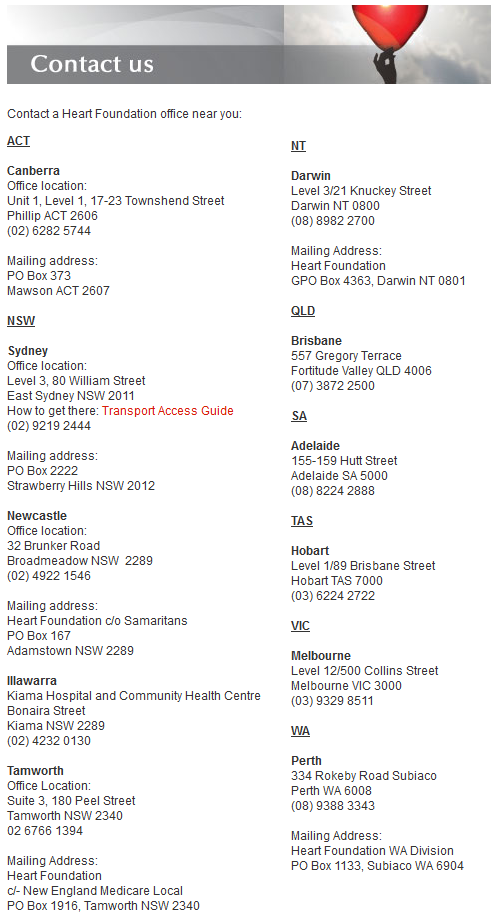 Contact us
Contact a Heart Foundation office near you:
ACT
Canberra
Office location:
Unit 1, Level 1, 17-23 Townshend Street
Phillip ACT 2606
(02) 6282 5744
Mailing address:
PO Box 373
Mawson ACT 2607
NSW
Sydney
Office location:
Level 3, 80 William Street
East Sydney NSW 2011
How to get there: Transport Access Guide
(02) 9219 2444
Mailing address:
PO Box 2222
Strawberry Hills NSW 2012
Newcastle
Office location:
32 Brunker Road
Broadmeadow NSW  2289
(02) 4922 1546
Mailing address:
Heart Foundation c/o Samaritans
PO Box 167
Adamstown NSW 2289
Illawarra
Kiama Hospital and Community Health Centre
Bonaira Street
Kiama NSW 2289
(02) 4232 0130
Tamworth
Office Location:
Suite 3, 180 Peel Street
Tamworth NSW 2340
02 6766 1394
Mailing Address:
Heart Foundation
c/- New England Medicare Local
PO Box 1916, Tamworth NSW 2340
NT
Darwin
Level 3/21 Knuckey Street
Darwin NT 0800
(08) 8982 2700
Mailing Address:
Heart Foundation
GPO Box 4363, Darwin NT 0801
QLD
Brisbane
557 Gregory Terrace
Fortitude Valley QLD 4006
(07) 3872 2500
SA
Adelaide
155-159 Hutt Street
Adelaide SA 5000
(08) 8224 2888
TAS
Hobart
Level 1/89 Brisbane Street
Hobart TAS 7000
(03) 6224 2722
VIC
Melbourne
Level 12/500 Collins Street
Melbourne VIC 3000
(03) 9329 8511
WA
Perth
334 Rokeby Road Subiaco
Perth WA 6008
(08) 9388 3343
Mailing Address:
Heart Foundation WA Division
PO Box 1133, Subiaco WA 6904